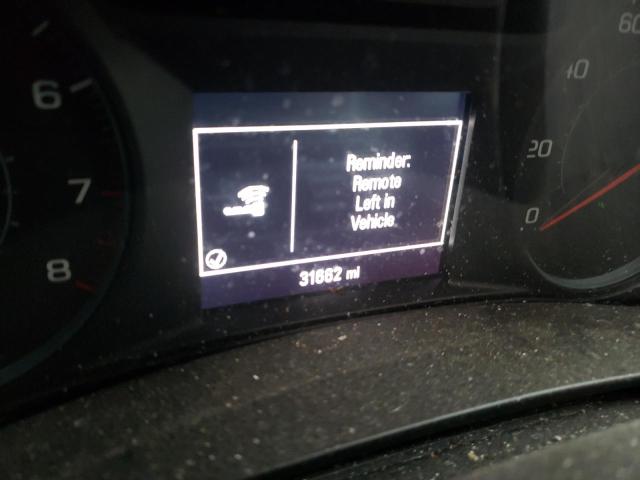 6
7
8
Reminder:
Remote
Left in
Vehicle
31662 mi
0
20
40
60